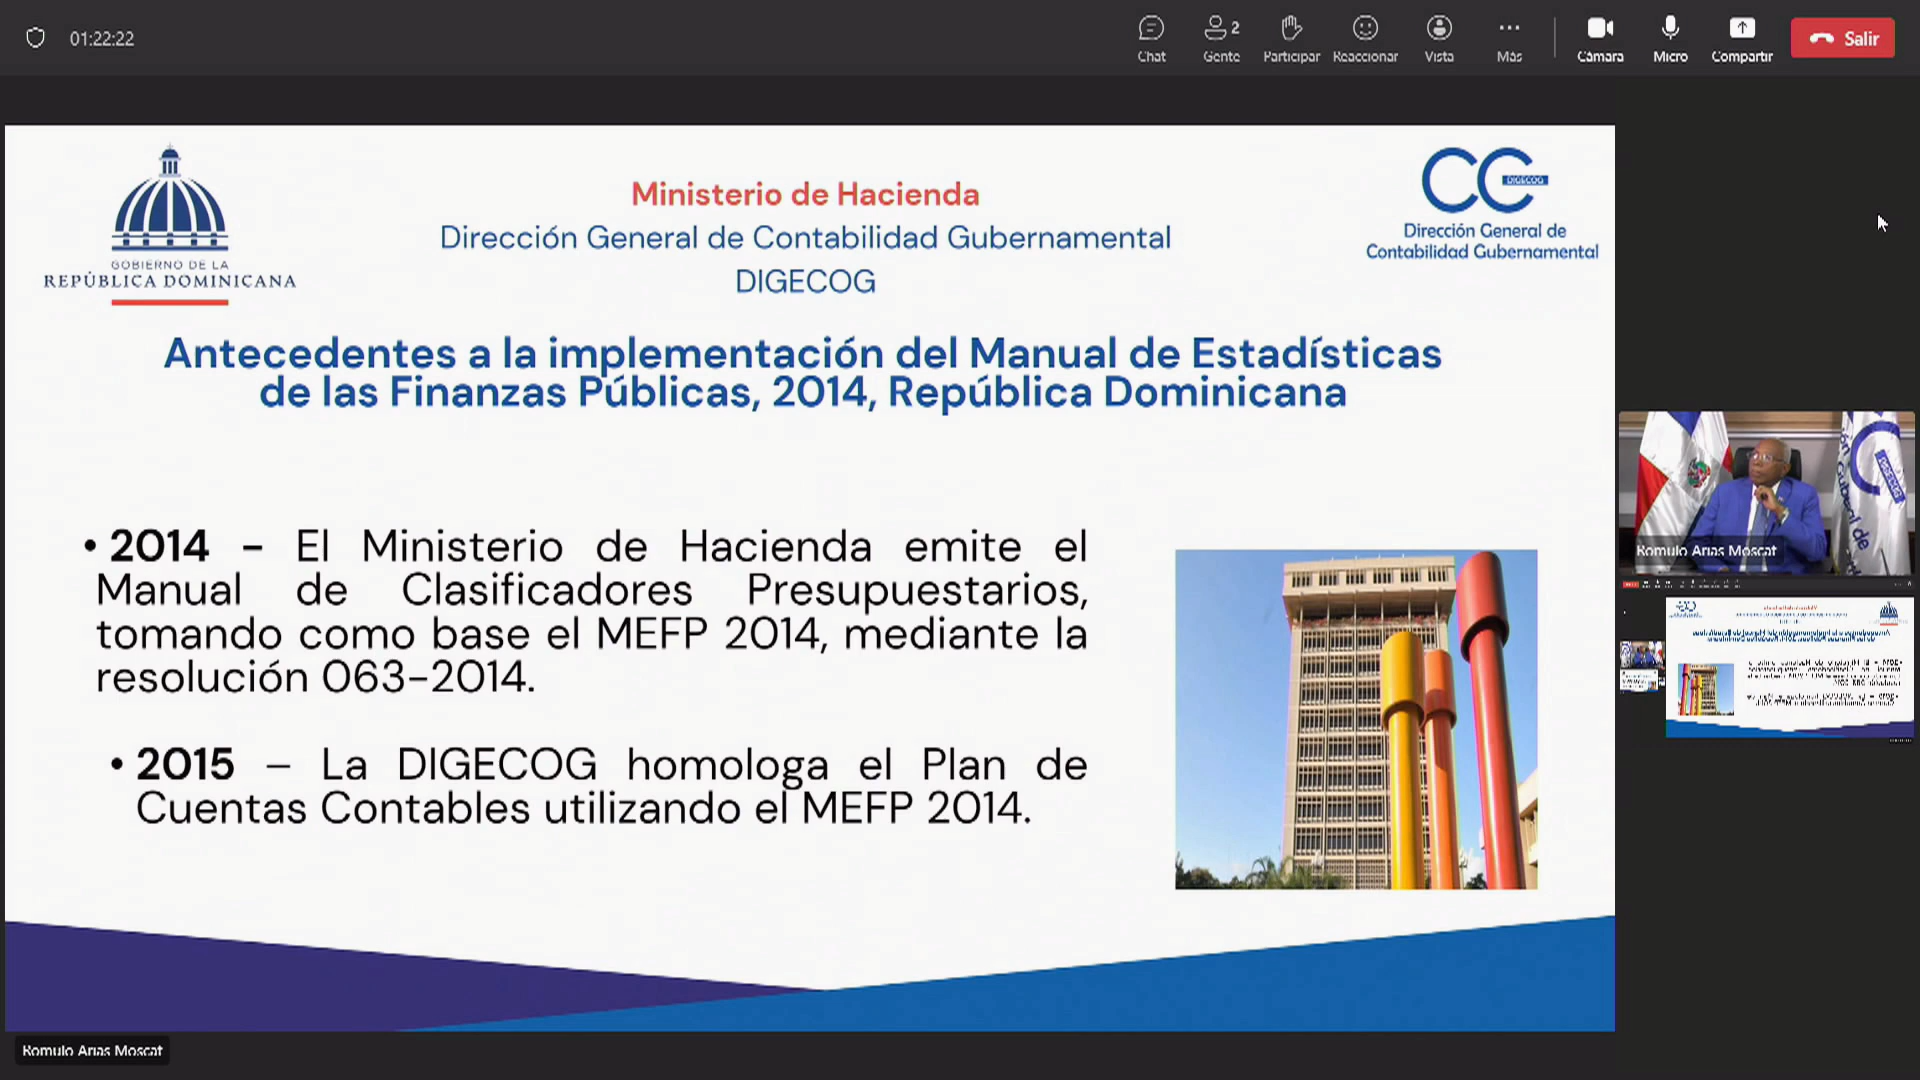 01:22:22
Chat
Gente
2
Participar
Reaccionar
Vista
Más
Cámara
Micro
Compartir
Salir
GOBIERNO DE LA
REPÚBLICA DOMINICANA
Ministerio de Hacienda
Dirección General de Contabilidad Gubernamental
DIGECOG
DIGECOG
Dirección General de
Contabilidad Gubernamental
Antecedentes a la implementación del Manual de Estadísticas
de las Finanzas Públicas, 2014, República Dominicana
• 2014 - El Ministerio de Hacienda emite el
Manual de Clasificadores Presupuestarios,
tomando como base el MEFP 2014, mediante la
resolución 063-2014.
• 2015 – La DIGECOG homologa el Plan de
Cuentas Contables utilizando el MEFP 2014.
Romulo Arias Moscat
Romulo Arias Moscat